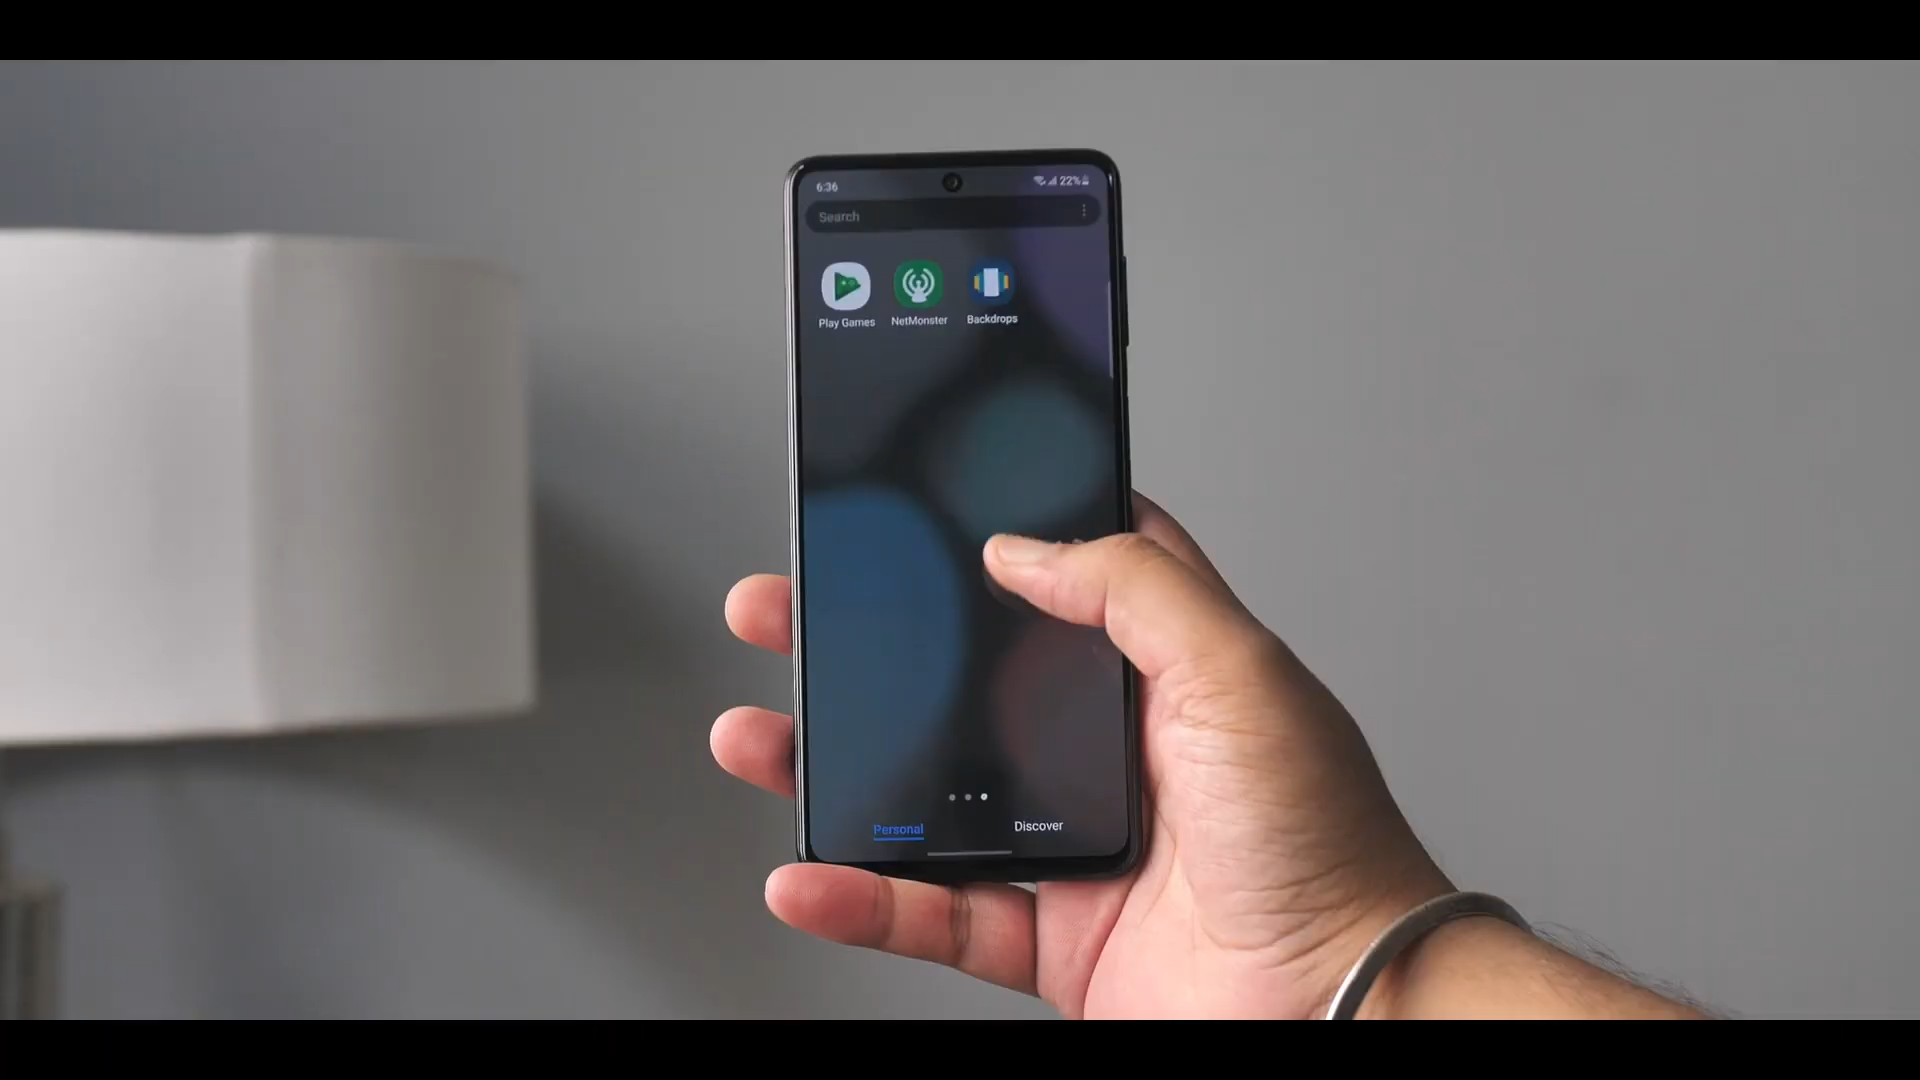 6:36
22%
Search
Play Games
NetMonster
Backdrops
Personal
Discover